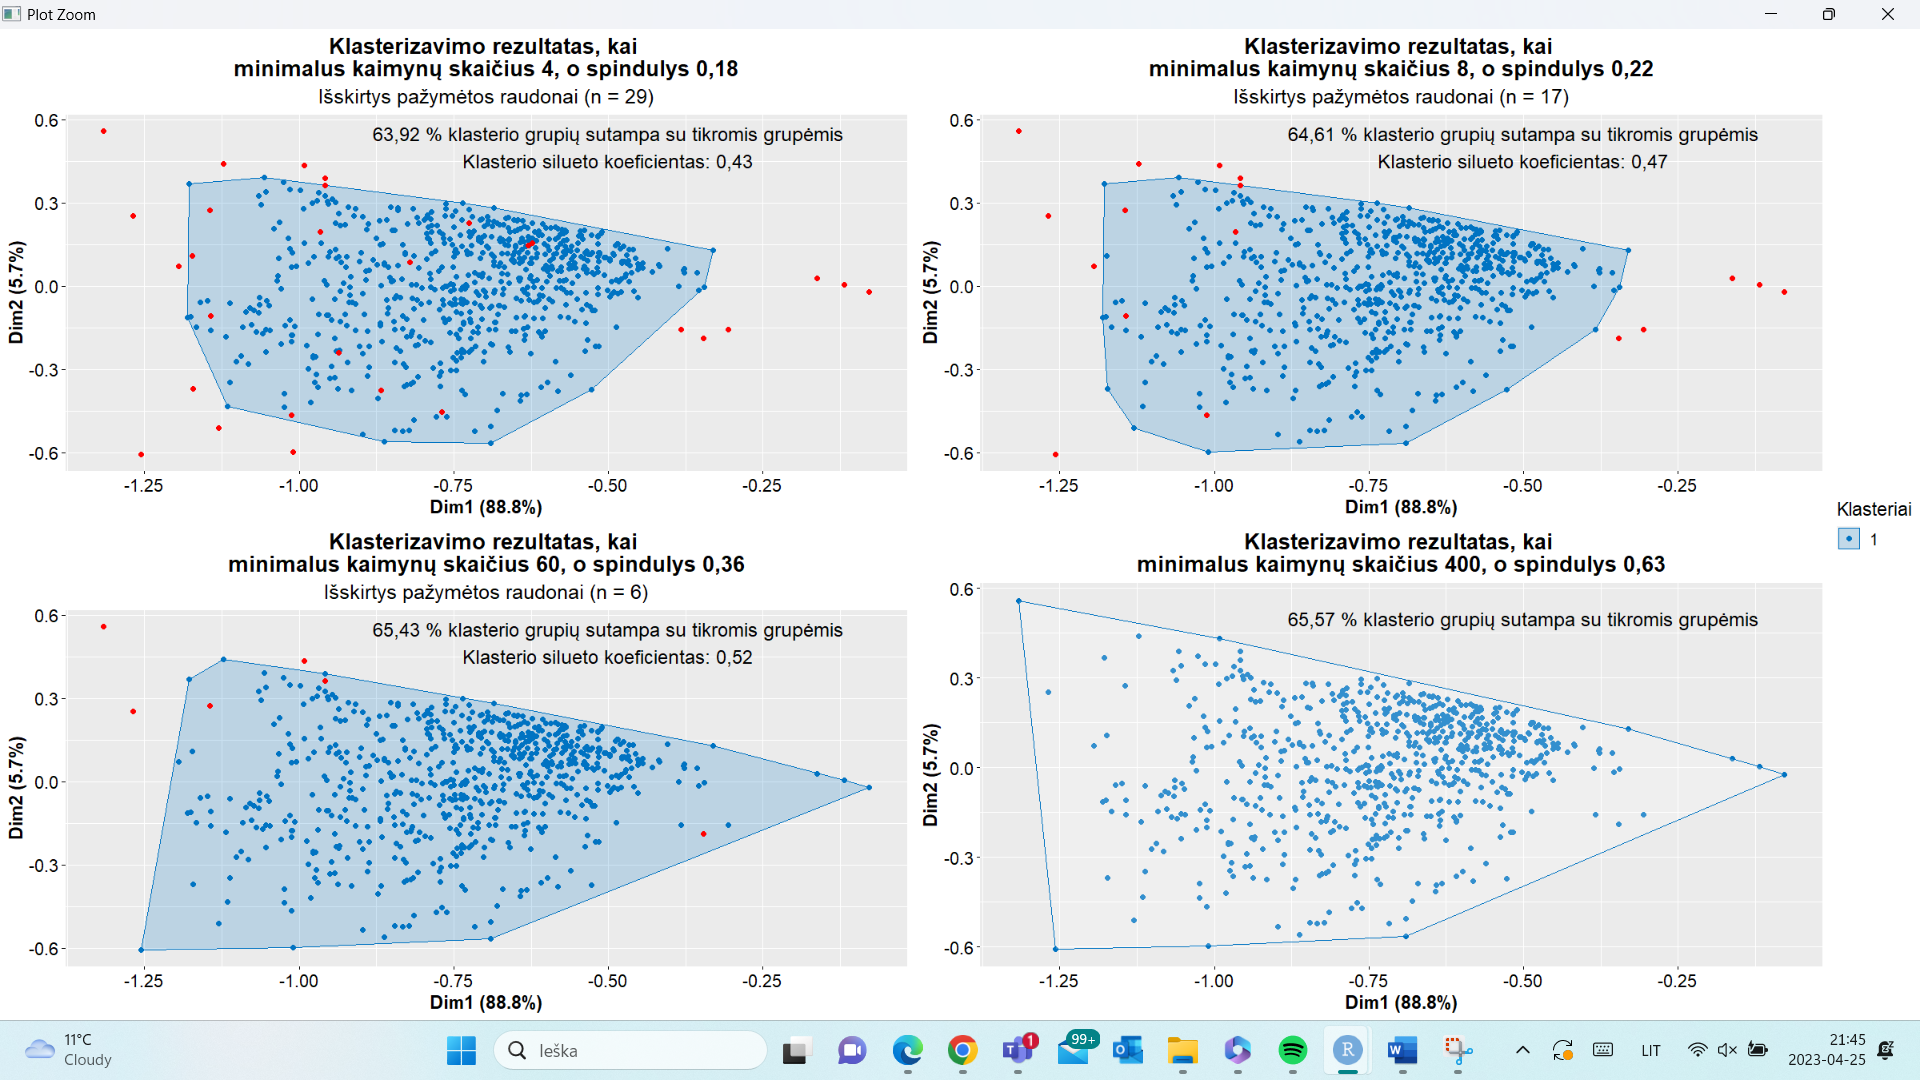 Plot Zoom
Klasterizavimo rezultatas, kai
minimalus kaimynų skaičius 4, o spindulys 0,18
Išskirtys pažymėtos raudonai (n = 29)
63,92 % klasterio grupių sutampa su tikromis grupėmis
Klasterio silueto koeficientas: 0,43
0.6
0.3
0.0
-0.3
-0.6
Dim2 (5.7%)
-1.25 -1.00 -0.75 -0.50 -0.25
Dim1 (88.8%)
Klasterizavimo rezultatas, kai
minimalus kaimynų skaičius 8, o spindulys 0,22
Išskirtys pažymėtos raudonai (n = 17)
64,61 % klasterio grupių sutampa su tikromis grupėmis
Klasterio silueto koeficientas: 0,47
0.6
0.3
0.0
-0.3
-0.6
Dim2 (5.7%)
-1.25 -1.00 -0.75 -0.50 -0.25
Dim1 (88.8%)
Klasteriai
1
Klasterizavimo rezultatas, kai
minimalus kaimynų skaičius 60, o spindulys 0,36
Išskirtys pažymėtos raudonai (n = 6)
65,43 % klasterio grupių sutampa su tikromis grupėmis
Klasterio silueto koeficientas: 0,52
0.6
0.3
0.0
-0.3
-0.6
Dim2 (5.7%)
-1.25 -1.00 -0.75 -0.50 -0.25
Dim1 (88.8%)
Klasterizavimo rezultatas, kai
minimalus kaimynų skaičius 400, o spindulys 0,63
65,57 % klasterio grupių sutampa su tikromis grupėmis
0.6
0.3
0.0
-0.3
-0.6
Dim2 (5.7%)
-1.25 -1.00 -0.75 -0.50 -0.25
Dim1 (88.8%)
11°C
Cloudy
Ieška
1
99+
LIT
21:45
2023-04-25